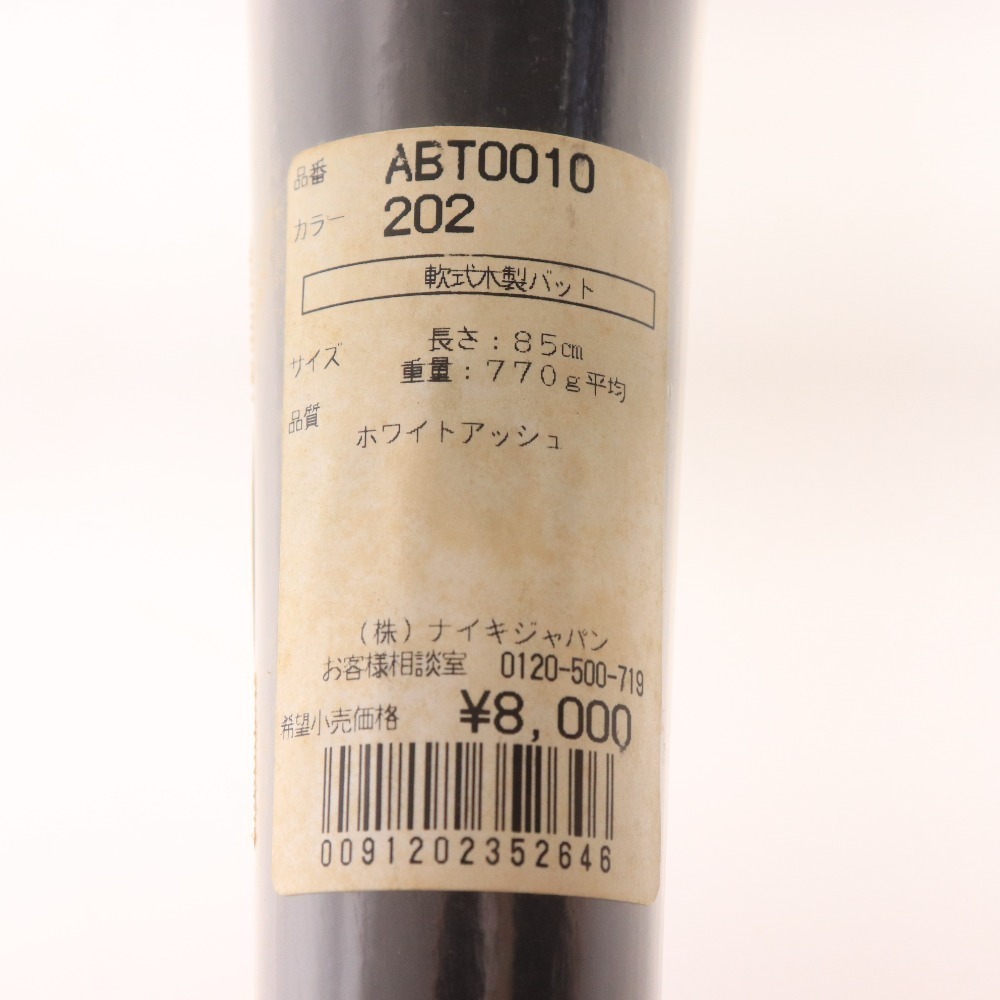 品番 ABT0010
カラー 202
軟式木製バット
サイズ 長さ：85㎝
重量：770g平均
品質
ホワイトアッシュ
（株）ナイキジャパン
お客様相談室 0120-500-719
希望小売価格 ¥8,000
0091202352646